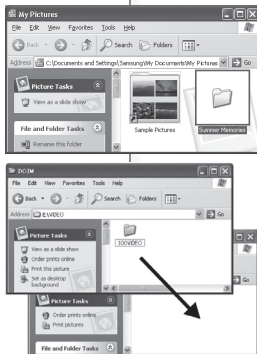 My Pictures
File Edit View Favorites Tools Help
Back Search Folders
Address C:\Documents and Settings\Samsung\My Documents\My Pictures Go
Picture Tasks
View as a slide show
File and Folder Tasks
Rename this folder
Sample Pictures
Summer Memories
DCIM
File Edit View Favorites Tools Help
Back Search Folders
Address E:\VIDEO Go
Picture Tasks
View as a slide show
Order prints online
Print this picture
Set as desktop
background
100VIDEO
Go
Picture Tasks
Order prints online
Print pictures
File and Folder Tasks